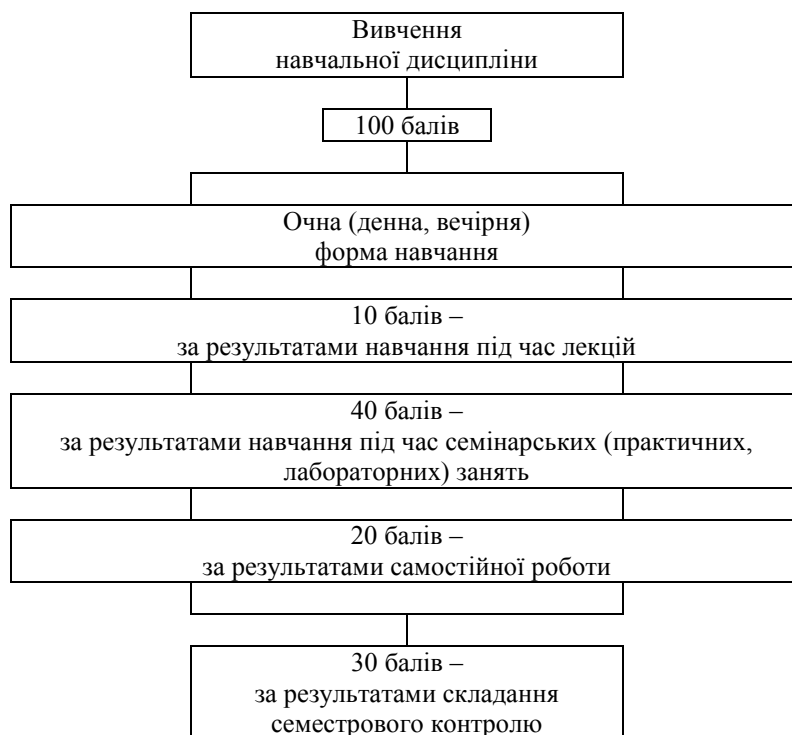 Вивчення
навчальної дисципліни
100 балів
Очна (денна, вечірня)
форма навчання
10 балів –
за результатами навчання під час лекцій
40 балів –
за результатами навчання під час семінарських (практичних,
лабораторних) занять
20 балів –
за результатами самостійної роботи
30 балів –
за результатами складання
семестрового контролю